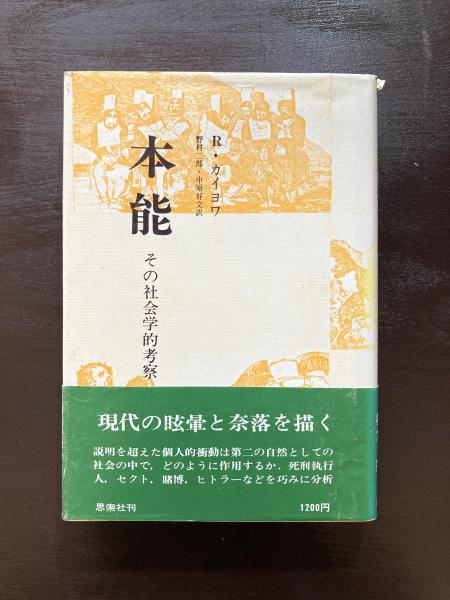 R・カイヨワ
野村二郎・中原好文訳
本能
その社会学的考察
現代の眩暈と奈落を描く
説明を超えた個人的衝動は第二の自然としての
社会の中で，どのように作用するか．死刑執行
人，セクト，賭博，ヒトラーなどを巧みに分析
思索社刊
1200円